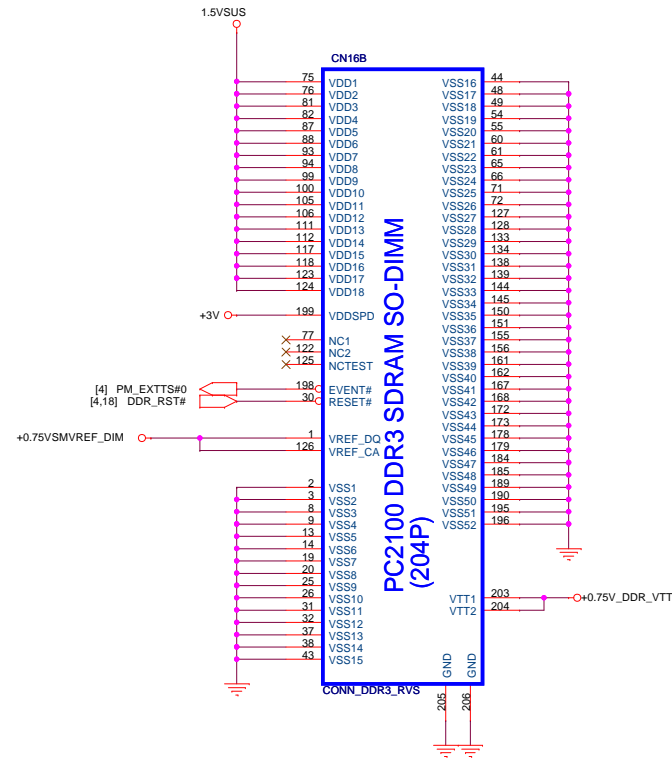 1.5VSUS
CN16B
75 VDD1 VSS16 44
76 VDD2 VSS17 48
81 VDD3 VSS18 49
82 VDD4 VSS19 54
87 VDD5 VSS20 55
88 VDD6 VSS21 60
93 VDD7 VSS22 61
94 VDD8 VSS23 65
99 VDD9 VSS24 66
100 VDD10 VSS25 71
105 VDD11 VSS26 72
106 VDD12 VSS27 127
111 VDD13 VSS28 128
112 VDD14 VSS29 133
117 VDD15 VSS30 134
118 VDD16 VSS31 138
123 VDD17 VSS32 139
124 VDD18 VSS33 144
VSS34 145
+3V 199 VDDSPD VSS35 150
VSS36 151
77 NC1 VSS37 155
122 NC2 VSS38 156
125 NCTEST VSS39 161
VSS40 162
[4] PM_EXTTS#0 198 EVENT# VSS41 167
[4,18] DDR_RST# 30 RESET# VSS42 168
VSS43 172
VSS44 173
+0.75VSMVREF_DIM 1 VREF_DQ VSS45 178
126 VREF_CA VSS46 179
VSS47 184
VSS48 185
2 VSS1 VSS49 189
3 VSS2 VSS50 190
8 VSS3 VSS51 195
9 VSS4 VSS52 196
13 VSS5
14 VSS6
19 VSS7
20 VSS8
25 VSS9
26 VSS10 VTT1 203 +0.75V_DDR_VTT
31 VSS11 VTT2 204
32 VSS12
37 VSS13
38 VSS14
43 VSS15
PC2100 DDR3 SDRAM SO-DIMM
(204P)
GND GND
CONN_DDR3_RVS
205 206